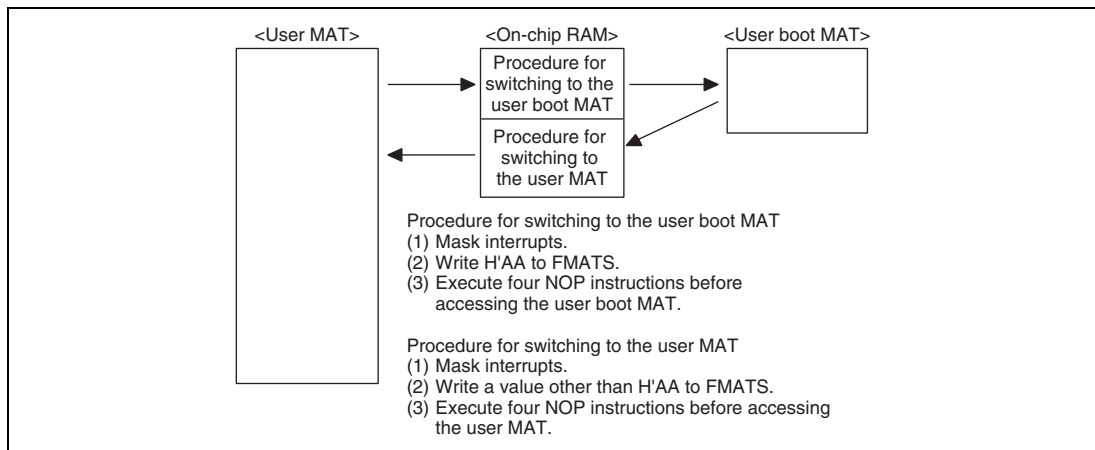 <User MAT> <On-chip RAM> <User boot MAT>
Procedure for
switching to the
user boot MAT
Procedure for
switching to
the user MAT
Procedure for switching to the user boot MAT
(1) Mask interrupts.
(2) Write H'AA to FMATS.
(3) Execute four NOP instructions before
accessing the user boot MAT.
Procedure for switching to the user MAT
(1) Mask interrupts.
(2) Write a value other than H'AA to FMATS.
(3) Execute four NOP instructions before accessing
the user MAT.